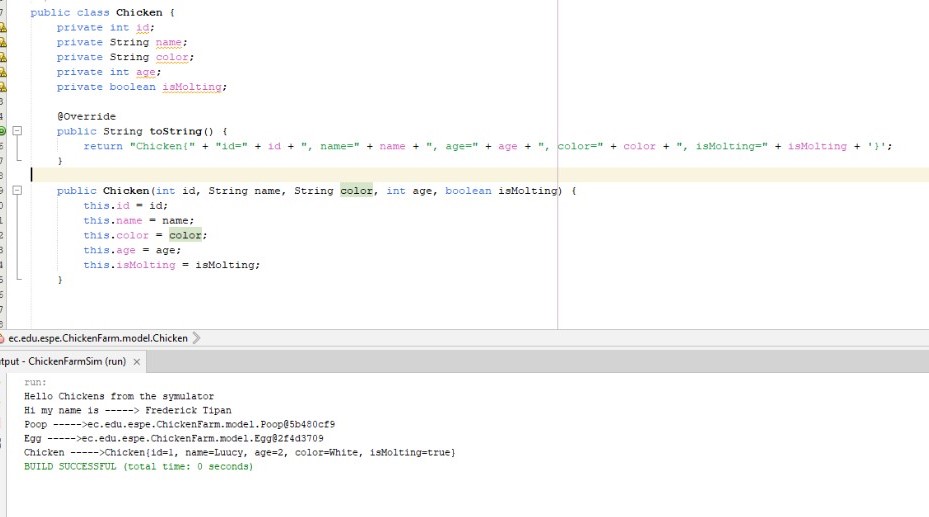 public class Chicken {
private int id;
private String name;
private String color;
private int age;
private boolean isMolting;
@Override
public String toString() {
return "Chicken{" + "id=" + id + ", name=" + name + ", age=" + age + ", color=" + color + ", isMolting=" + isMolting + '}';
}
public Chicken(int id, String name, String color, int age, boolean isMolting) {
this.id = id;
this.name = name;
this.color = color;
this.age = age;
this.isMolting = isMolting;
}
ec.edu.espe.ChickenFarm.model.Chicken
tput - ChickenFarmSim (run) ×
run:
Hello Chickens from the symulator
Hi my name is -----> Frederick Tipan
Poop ----->ec.edu.espe.ChickenFarm.model.Poop@5b480cf9
Egg ----->ec.edu.espe.ChickenFarm.model.Egg@2f4d3709
Chicken ----->Chicken{id=1, name=Luucy, age=2, color=White, isMolting=true}
BUILD SUCCESSFUL (total time: 0 seconds)